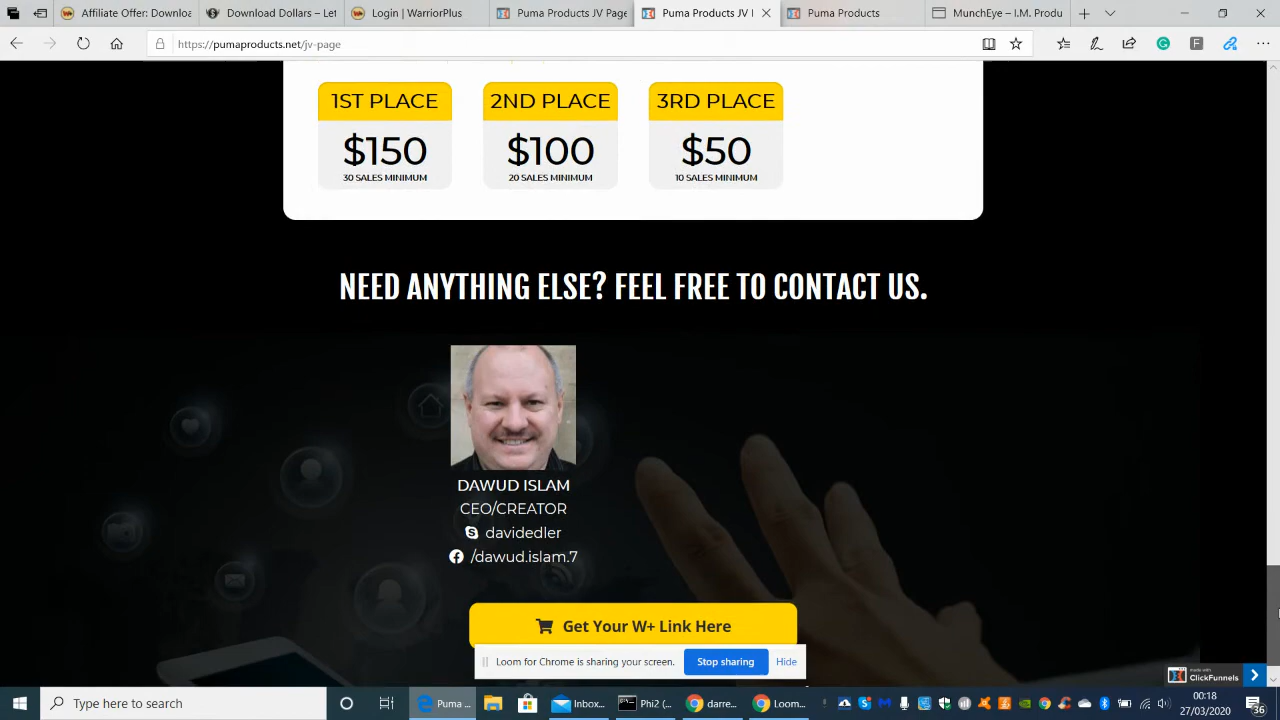 Affiliate Offer: Downloa
Download Dollars – Let
Login | WarriorPlus
Puma Products JV Page
Puma Products JV I
Puma Products
MunchEye – I.M. Produ
https://pumaproducts.net/jv-page
1ST PLACE
2ND PLACE
3RD PLACE
$150
$100
$50
30 SALES MINIMUM
20 SALES MINIMUM
10 SALES MINIMUM
NEED ANYTHING ELSE? FEEL FREE TO CONTACT US.
DAWUD ISLAM
CEO/CREATOR
davidedler
/dawud.islam.7
Get Your W+ Link Here
Loom for Chrome is sharing your screen.
Stop sharing
Hide
made with
ClickFunnels
Type here to search
Puma ...
Inbox...
Phi2 (...
darre...
Loom...
00:18
27/03/2020
36